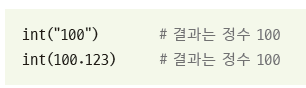 int("100")        # 결과는 정수 100
int(100.123)      # 결과는 정수 100